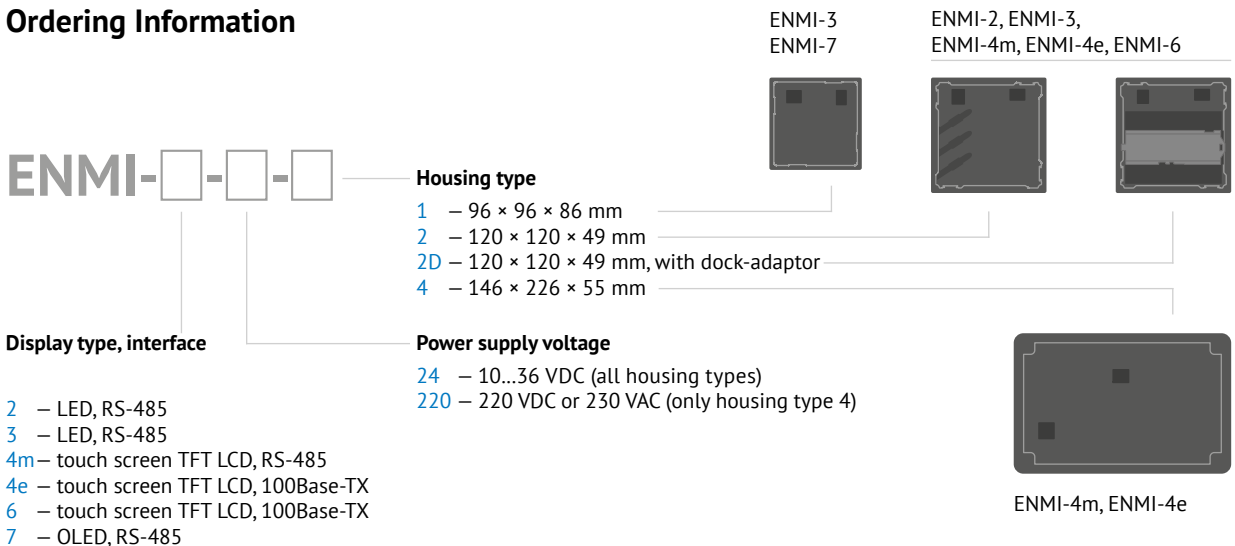 Ordering Information
ENMI-3
ENMI-7
ENMI-2, ENMI-3,
ENMI-4m, ENMI-4e, ENMI-6
ENMI-□-□-□
Housing type
1 – 96 × 96 × 86 mm
2 – 120 × 120 × 49 mm
2D – 120 × 120 × 49 mm, with dock-adaptor
4 – 146 × 226 × 55 mm
Display type, interface
2 – LED, RS-485
3 – LED, RS-485
4m – touch screen TFT LCD, RS-485
4e – touch screen TFT LCD, 100Base-TX
6 – touch screen TFT LCD, 100Base-TX
7 – OLED, RS-485
Power supply voltage
24 – 10...36 VDC (all housing types)
220 – 220 VDC or 230 VAC (only housing type 4)
ENMI-4m, ENMI-4e